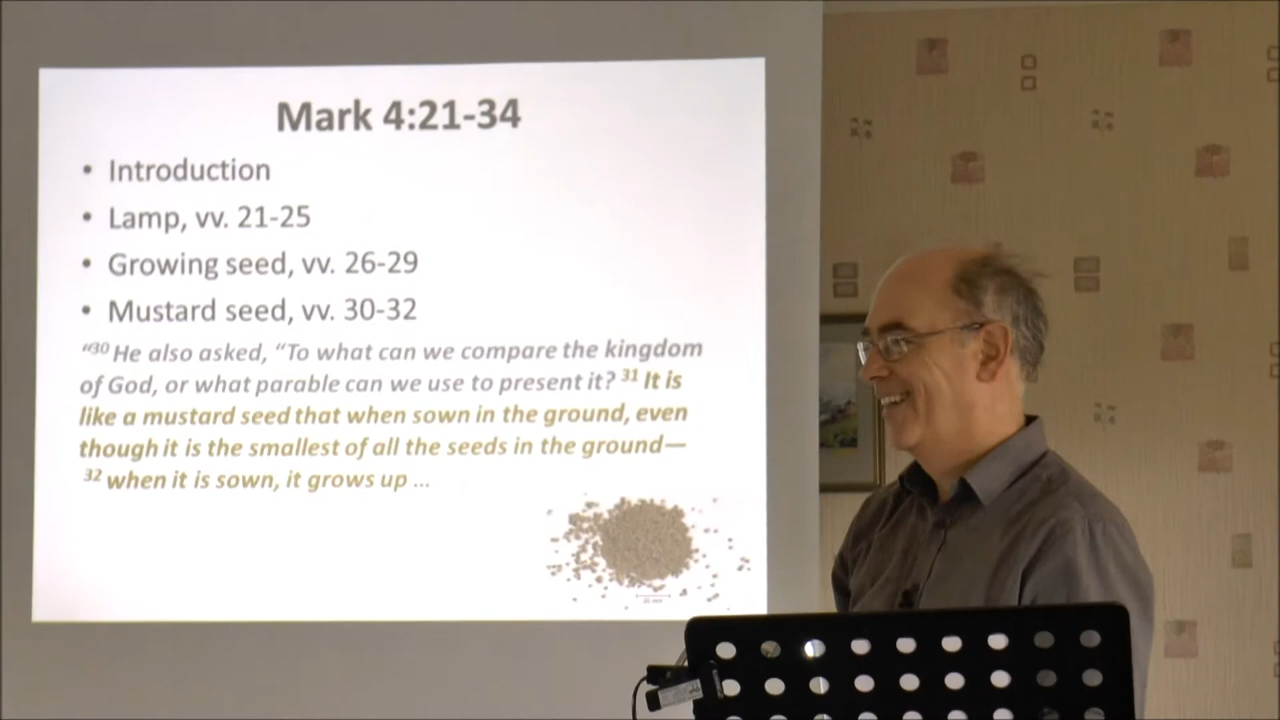 Mark 4:21-34
• Introduction
• Lamp, vv. 21-25
• Growing seed, vv. 26-29
• Mustard seed, vv. 30-32
“30 He also asked, “To what can we compare the kingdom
of God, or what parable can we use to present it? 31 It is
like a mustard seed that when sown in the ground, even
though it is the smallest of all the seeds in the ground—
32 when it is sown, it grows up ...